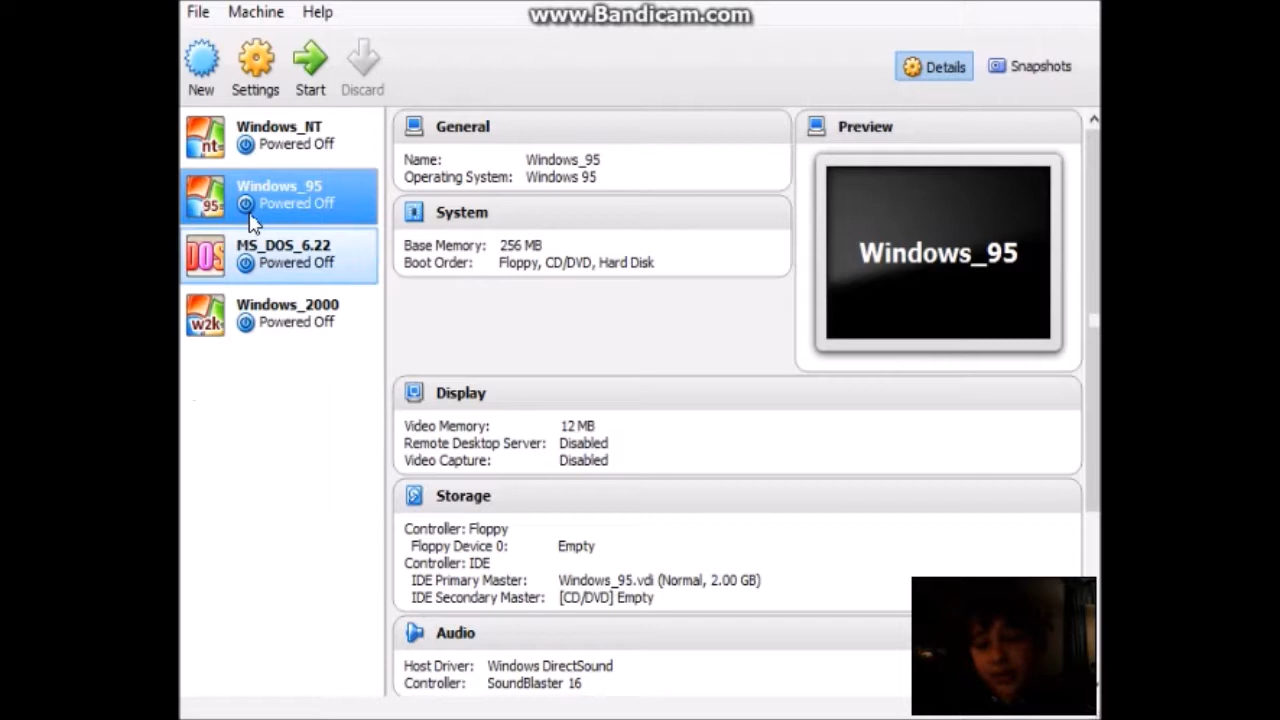 www.Bandicam.com
File Machine Help
New Settings Start Discard
Details Snapshots
nt
Windows_NT
Powered Off
95
Windows_95
Powered Off
DOS
MS_DOS_6.22
Powered Off
w2k
Windows_2000
Powered Off
General
Name: Windows_95
Operating System: Windows 95
System
Base Memory: 256 MB
Boot Order: Floppy, CD/DVD, Hard Disk
Preview
Windows_95
Display
Video Memory: 12 MB
Remote Desktop Server: Disabled
Video Capture: Disabled
Storage
Controller: Floppy
Floppy Device 0: Empty
Controller: IDE
IDE Primary Master: Windows_95.vdi (Normal, 2.00 GB)
IDE Secondary Master: [CD/DVD] Empty
Audio
Host Driver: Windows DirectSound
Controller: SoundBlaster 16